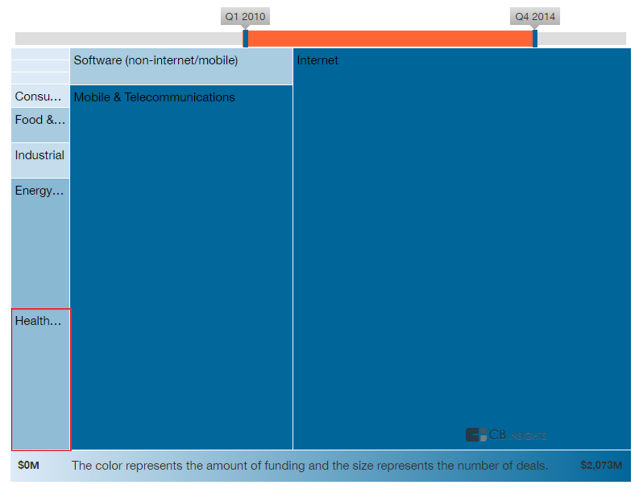 Q1 2010 Q4 2014
Software (non-internet/mobile) Internet
Consu... Mobile & Telecommunications
Food &...
Industrial
Energy...
Health...
CB INSIGHTS
$0M The color represents the amount of funding and the size represents the number of deals. $2,073M